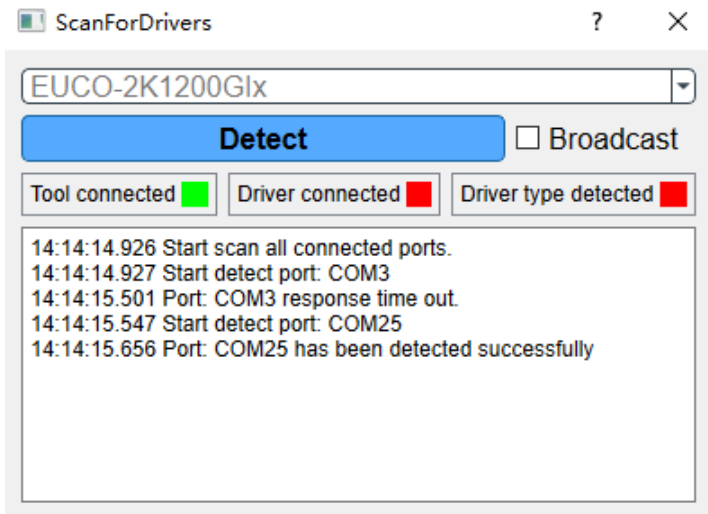 ScanForDrivers
EUCO-2K1200GIx
Detect
Broadcast
Tool connected
Driver connected
Driver type detected
14:14:14.926 Start scan all connected ports.
14:14:14.927 Start detect port: COM3
14:14:15.501 Port: COM3 response time out.
14:14:15.547 Start detect port: COM25
14:14:15.656 Port: COM25 has been detected successfully